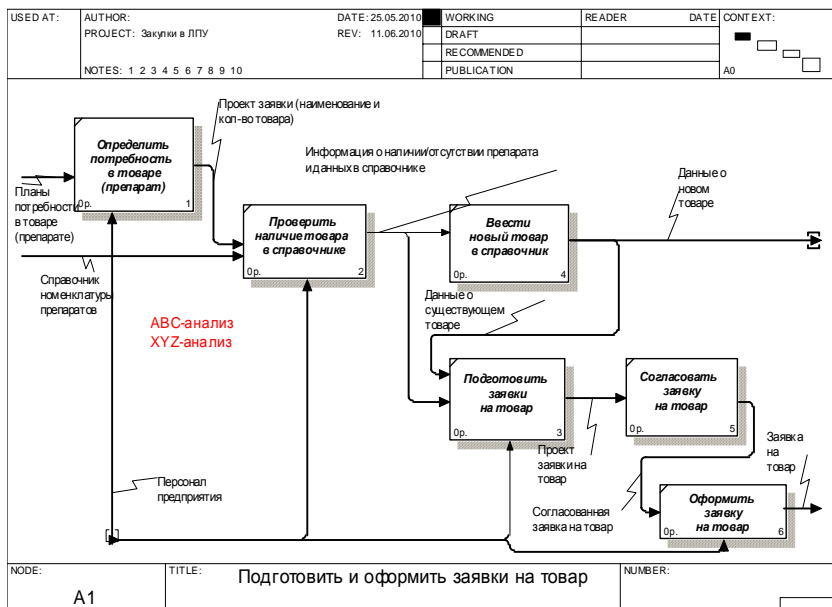 USED AT:
AUTHOR:
DATE: 25.05.2010
WORKING
READER
DATE
CONTEXT:
PROJECT: Закупки в ЛПУ
REV: 11.06.2010
DRAFT
RECOMMENDED
NOTES: 1 2 3 4 5 6 7 8 9 10
PUBLICATION
A0
Проект заявки (наименование и
кол-во товара)
Определить
потребность
в товаре
(препарат)
0р.
1
Планы
потребности
в товаре
(препарате)
Информация о наличии/отсутствии препарата
и данных в справочнике
Данные о
новом
товаре
Проверить
наличие товара
в справочнике
0р.
2
Ввести
новый товар
в справочник
0р.
4
Справочник
номенклатуры
препаратов
Данные о
существующем
товаре
ABC-анализ
XYZ-анализ
Подготовить
заявки
на товар
0р.
3
Согласовать
заявку
на товар
0р.
5
Проект
заявки на
товар
Заявка
на
товар
Персонал
предприятия
Согласованная
заявка на товар
Оформить
заявку
на товар
0р.
6
NODE:
TITLE:
Подготовить и оформить заявки на товар
NUMBER:
A1